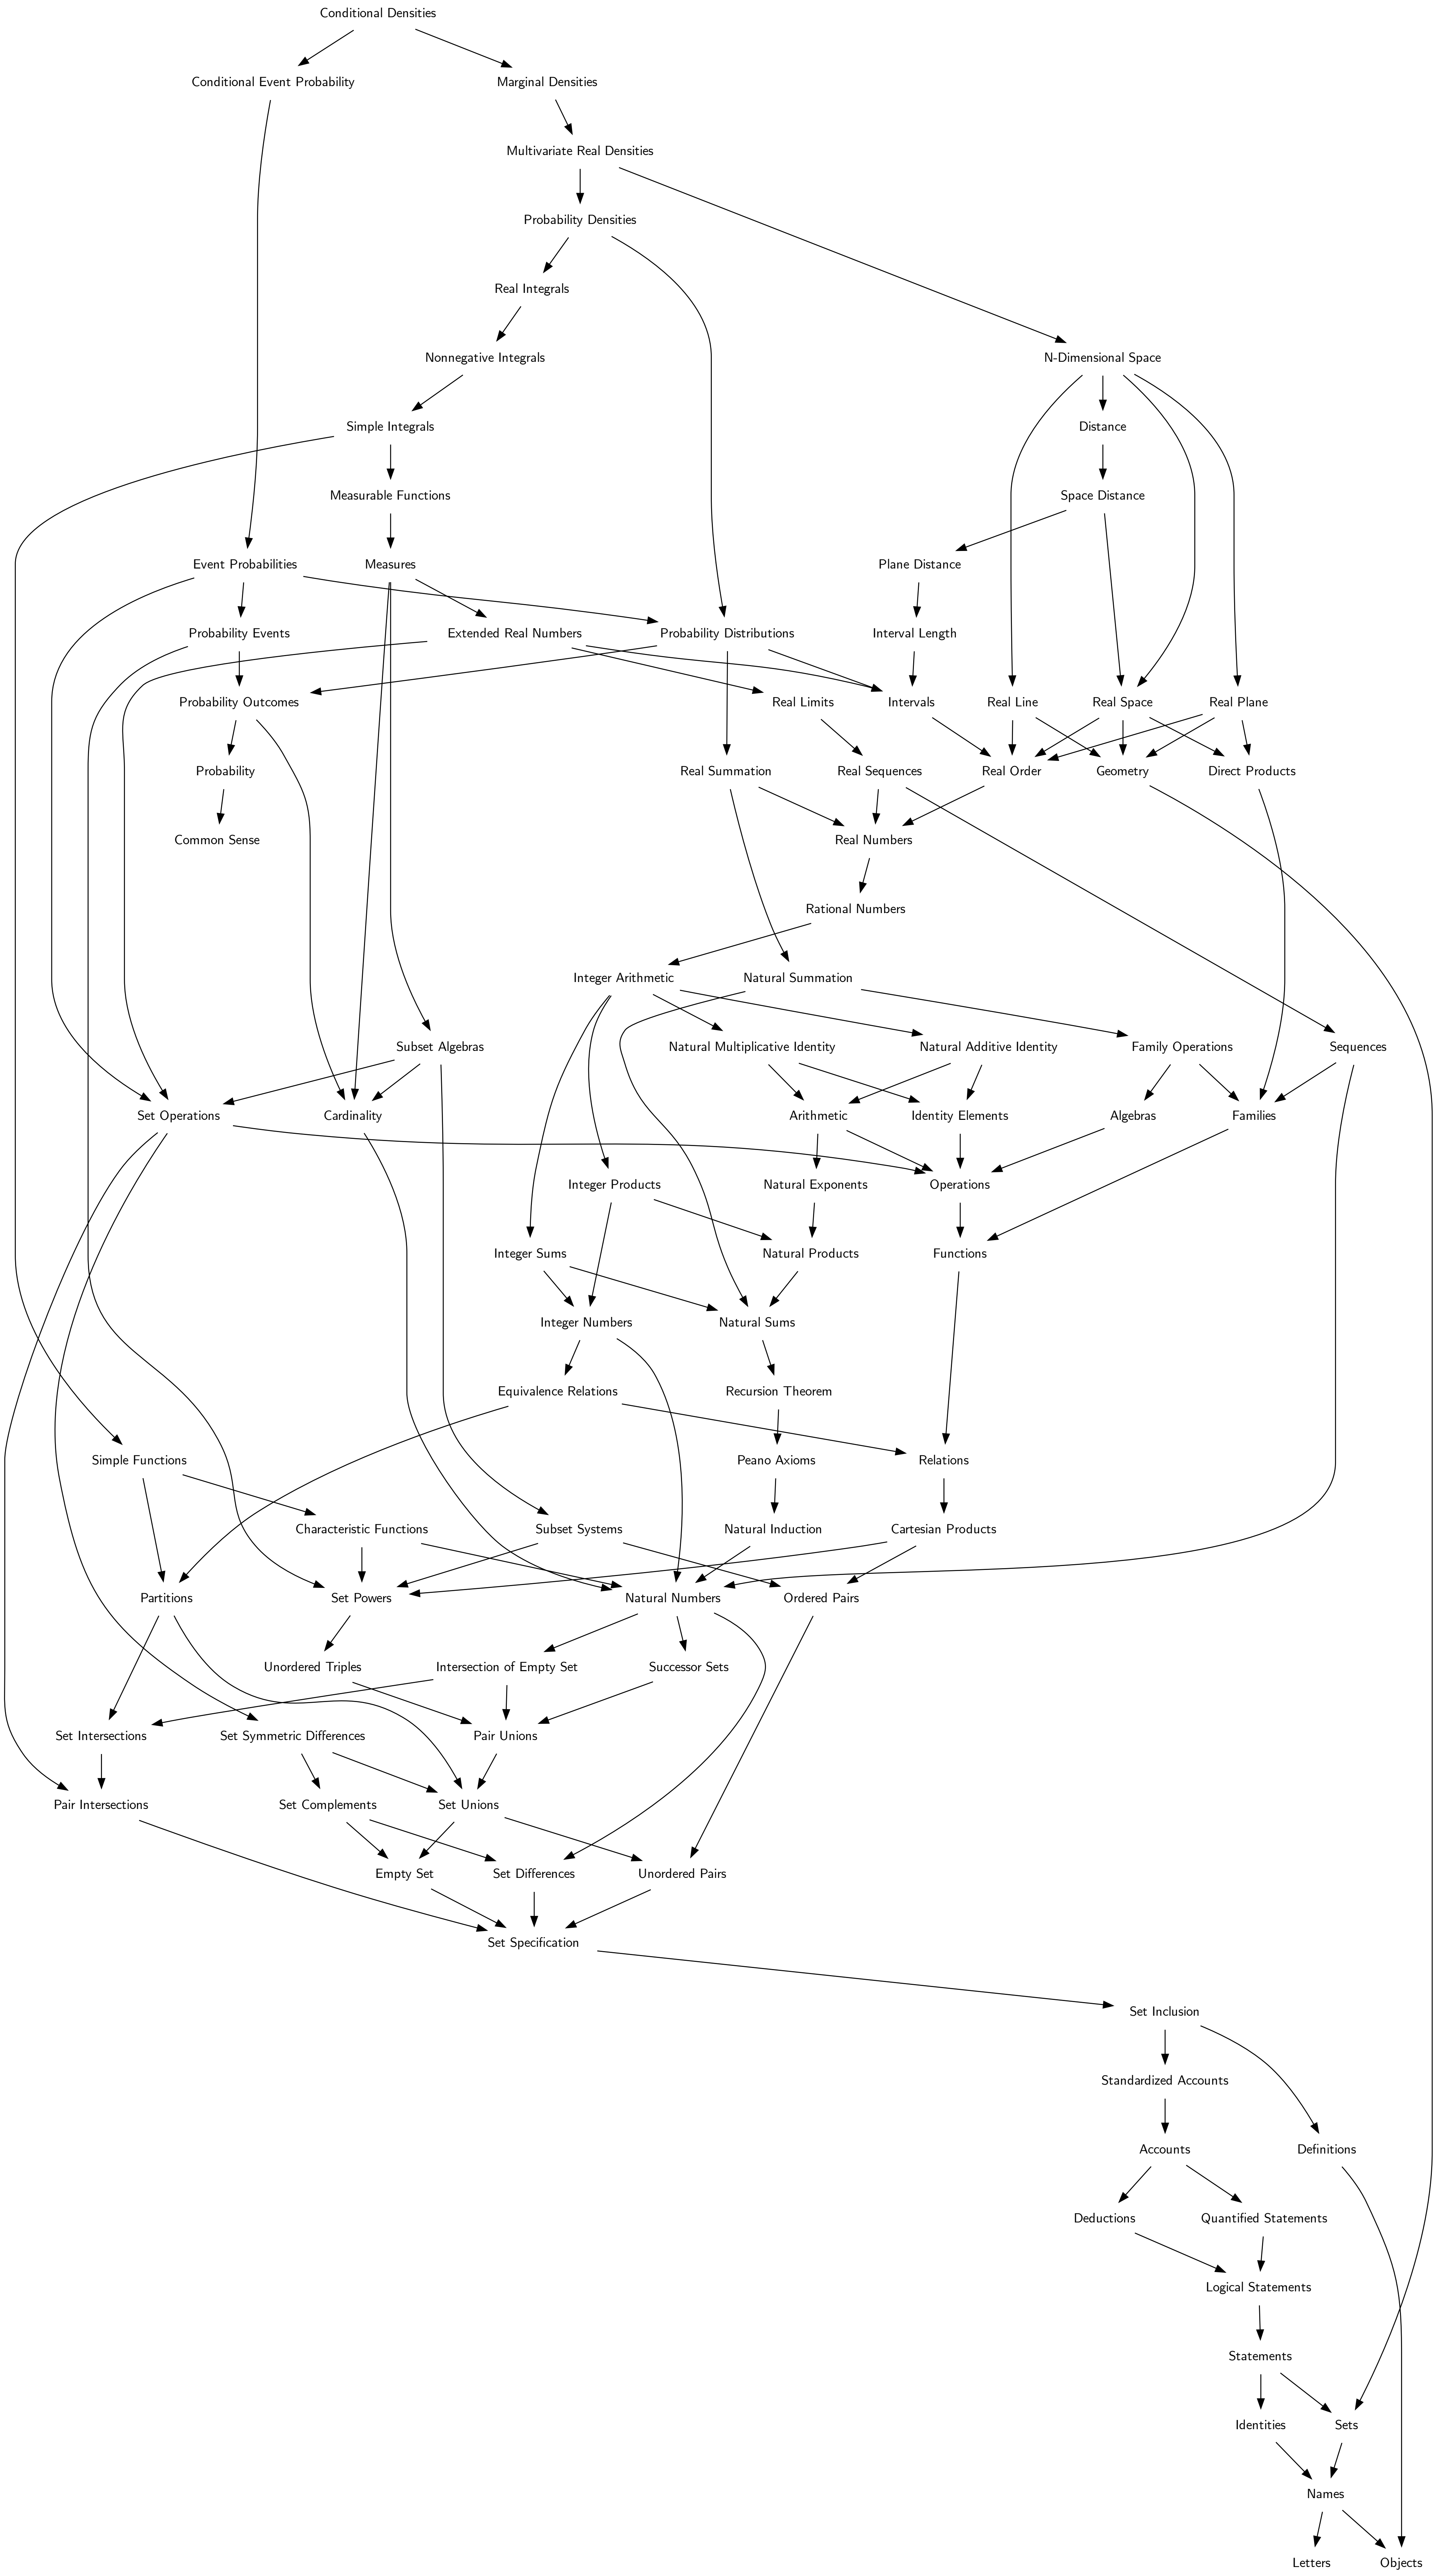 Conditional Densities
Conditional Event Probability
Marginal Densities
Multivariate Real Densities
Probability Densities
Real Integrals
Nonnegative Integrals
N-Dimensional Space
Simple Integrals
Distance
Measurable Functions
Space Distance
Event Probabilities
Measures
Plane Distance
Probability Events
Extended Real Numbers
Probability Distributions
Interval Length
Probability Outcomes
Real Limits
Intervals
Real Line
Real Space
Real Plane
Probability
Real Summation
Real Sequences
Real Order
Geometry
Direct Products
Common Sense
Real Numbers
Rational Numbers
Integer Arithmetic
Natural Summation
Subset Algebras
Natural Multiplicative Identity
Natural Additive Identity
Family Operations
Sequences
Set Operations
Cardinality
Arithmetic
Identity Elements
Algebras
Families
Integer Products
Natural Exponents
Operations
Integer Sums
Natural Products
Functions
Integer Numbers
Natural Sums
Equivalence Relations
Recursion Theorem
Simple Functions
Peano Axioms
Relations
Characteristic Functions
Subset Systems
Natural Induction
Cartesian Products
Partitions
Set Powers
Natural Numbers
Ordered Pairs
Unordered Triples
Intersection of Empty Set
Successor Sets
Set Intersections
Set Symmetric Differences
Pair Unions
Pair Intersections
Set Complements
Set Unions
Empty Set
Set Differences
Unordered Pairs
Set Specification
Set Inclusion
Standardized Accounts
Accounts
Definitions
Deductions
Quantified Statements
Logical Statements
Statements
Identities
Sets
Names
Letters
Objects